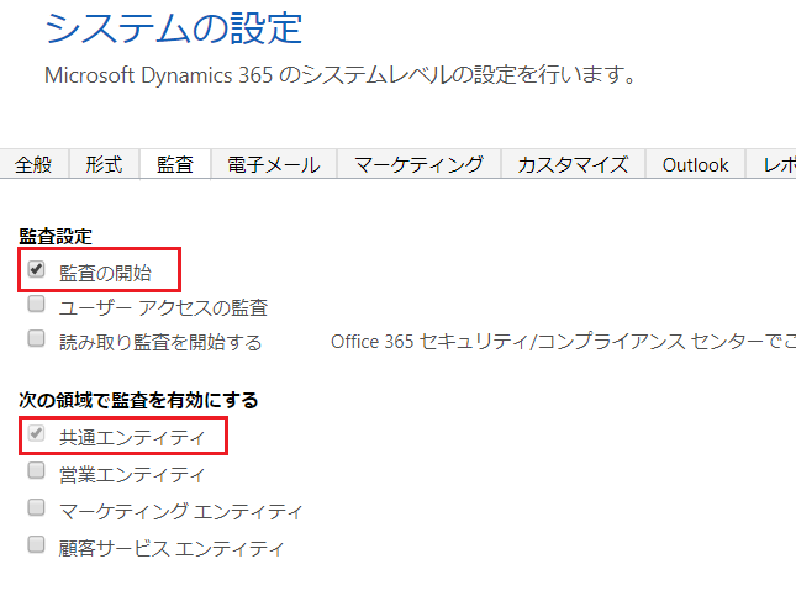 システムの設定
Microsoft Dynamics 365 のシステムレベルの設定を行います。
全般 形式 監査 電子メール マーケティング カスタマイズ Outlook レポ
監査設定
監査の開始
ユーザー アクセスの監査
読み取り監査を開始する Office 365 セキュリティ/コンプライアンス センターでこ
次の領域で監査を有効にする
共通エンティティ
営業エンティティ
マーケティング エンティティ
顧客サービス エンティティ